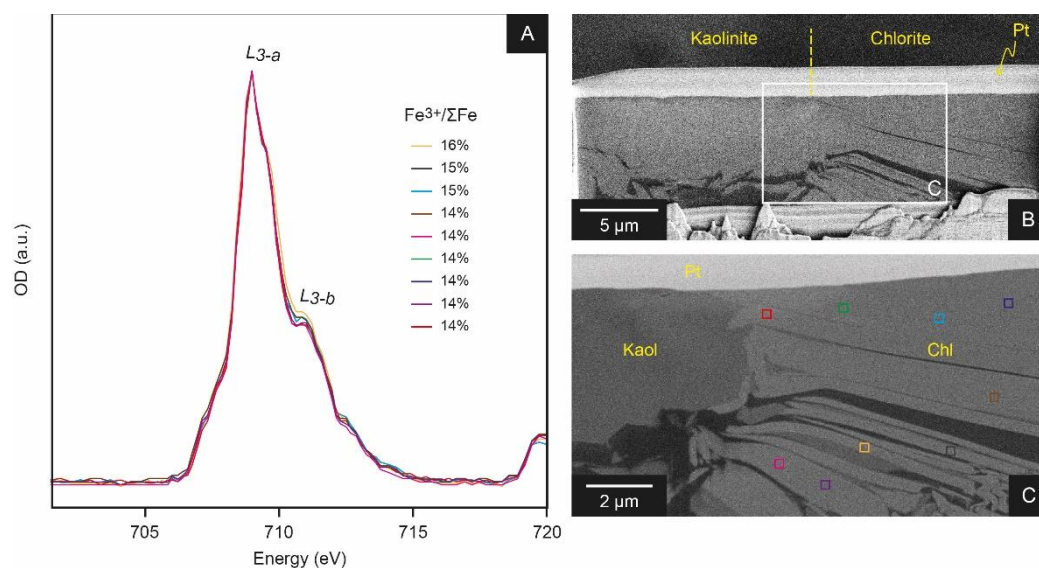 A
L3-a
L3-b
Fe3+/ΣFe
16%
15%
15%
14%
14%
14%
14%
14%
14%
OD (a.u.)
705
710
715
720
Energy (eV)
Kaolinite
Chlorite
Pt
C
5 µm
B
Pt
Kaol
Chl
2 µm
C